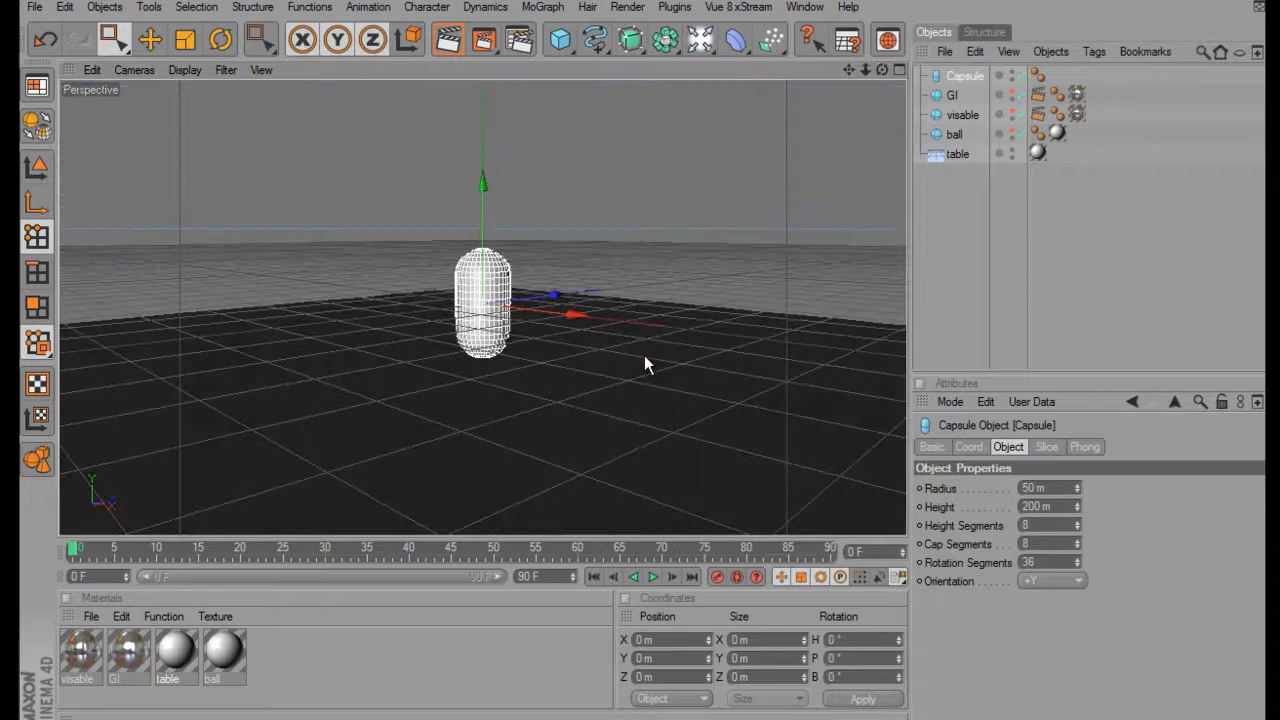 File Edit Objects Tools Selection Structure Functions Animation Character Dynamics MoGraph Hair Render Plugins Vue 8 xStream Window Help
Objects Structure
File Edit View Objects Tags Bookmarks
Edit Cameras Display Filter View
Perspective
Capsule
GI
visable
ball
table
Attributes
Mode Edit User Data
Capsule Object [Capsule]
Basic Coord. Object Slice Phong
Object Properties
Radius 50 m
Height 200 m
Height Segments 8
Cap Segments 8
Rotation Segments 36
Orientation +Y
X Y Z
Y X
0 5 10 15 20 25 30 35 40 45 50 55 60 65 70 75 80 85 90 0 F
0 F 0 F 90 F 90 F
Materials
File Edit Function Texture
visable GI table ball
Coordinates
Position Size Rotation
X 0 m X 0 m H 0 °
Y 0 m Y 0 m P 0 °
Z 0 m Z 0 m B 0 °
Object Size Apply
MAXON
CINEMA 4D